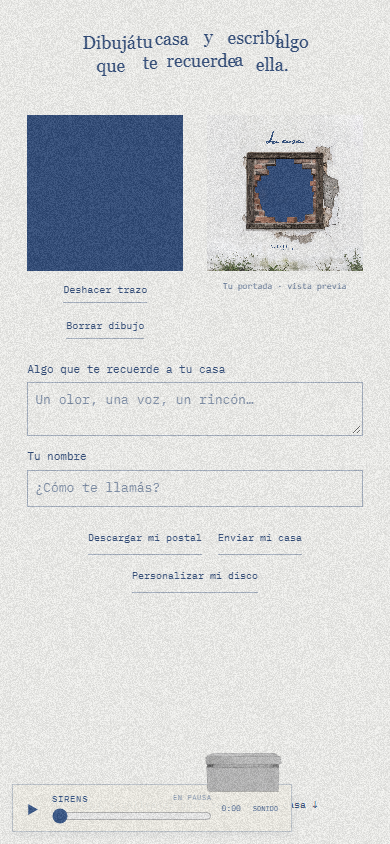 Dibujá tu casa y escribí algo
que te recuerde a ella.
Deshacer trazo
Tu portada · vista previa
Borrar dibujo
Algo que te recuerde a tu casa
Un olor, una voz, un rincón…
Tu nombre
¿Cómo te llamás?
Descargar mi postal Enviar mi casa
Personalizar mi disco
SIRENS EN PAUSA
0:00 SONIDO
↓